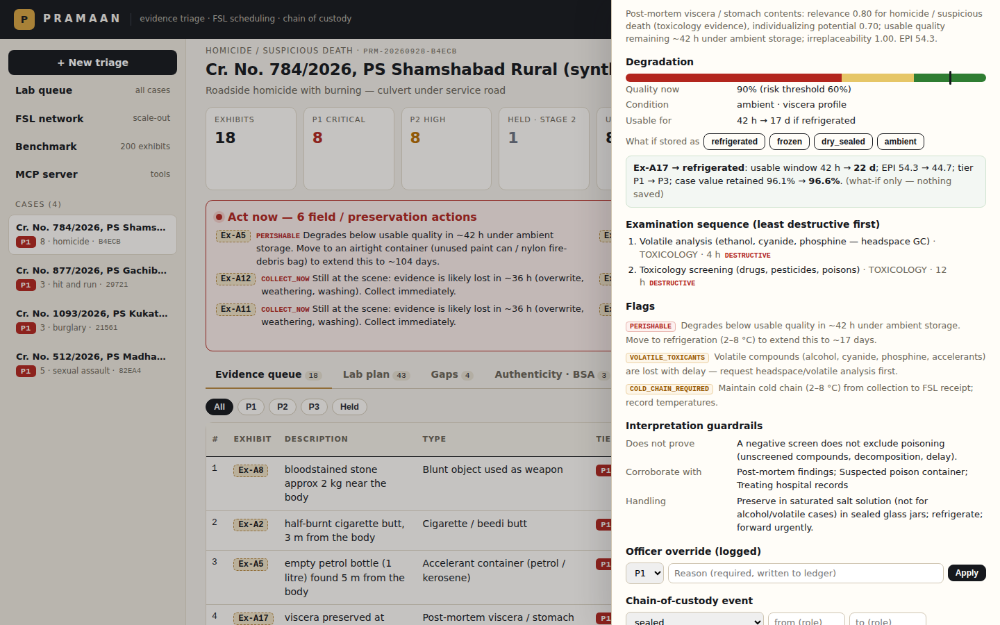 P PRAMAAN evidence triage · FSL scheduling · chain of custody
+ New triage
Lab queue all cases
FSL network scale-out
Benchmark 200 exhibits
MCP server tools
CASES (4)
Cr. No. 784/2026, PS Shams...
P1 8 · homicide · B4ECB
Cr. No. 877/2026, PS Gachib...
P1 3 · hit and run · 29721
Cr. No. 1093/2026, PS Kukat...
P1 3 · burglary · 21561
Cr. No. 512/2026, PS Madha...
P1 5 · sexual assault · 82EA4
HOMICIDE / SUSPICIOUS DEATH · PRM-20260928-B4ECB
Cr. No. 784/2026, PS Shamshabad Rural
Roadside homicide with burning — culvert under service road
EXHIBITS
18
P1 CRITICAL
8
P2 HIGH
8
HELD · STAGE 2
1
Act now — 6 field / preservation actions
Ex-A5 PERISHABLE Degrades below usable quality in ~42 h under ambient
storage. Move to an airtight container (unused paint can / nylon fire-
debris bag) to extend this to ~104 days.
Ex-A12 COLLECT_NOW Still at the scene: evidence is likely lost in ~36 h (overwrite,
weathering, washing). Collect immediately.
Ex-A11 COLLECT_NOW Still at the scene: evidence is likely lost in ~36 h (overwrite,
weathering, washing). Collect immediately.
Evidence queue 18 Lab plan 43 Gaps 4 Authenticity · BSA 3
All P1 P2 P3 Held
# EXHIBIT DESCRIPTION TYPE
1 Ex-A8 bloodstained stone Blunt object used as weapon P1
approx 2 kg near the
body
2 Ex-A2 half-burnt cigarette butt, Cigarette / beedi butt P1
3 m from the body
3 Ex-A5 empty petrol bottle (1 Accelerant container (petrol / P1
litre) found 5 m from the kerosene)
body
4 Ex-A17 viscera preserved at Post-mortem viscera / stomach P1
Post-mortem viscera / stomach contents: relevance 0.80 for homicide / suspicious
death (toxicology evidence), individualizing potential 0.70; usable quality
remaining ~42 h under ambient storage; irreplaceability 1.00. EPI 54.3.
Degradation
Quality now 90% (risk threshold 60%)
Condition ambient · viscera profile
Usable for 42 h → 17 d if refrigerated
What if stored as refrigerated frozen dry_sealed ambient
Ex-A17 → refrigerated: usable window 42 h → 22 d; EPI 54.3 → 44.7; tier
P1 → P3; case value retained 96.1% → 96.6%. (what-if only — nothing
saved)
Examination sequence (least destructive first)
1. Volatile analysis (ethanol, cyanide, phosphine — headspace GC) ·
TOXICOLOGY · 4 h DESTRUCTIVE
2. Toxicology screening (drugs, pesticides, poisons) · TOXICOLOGY · 12
h DESTRUCTIVE
Flags
PERISHABLE Degrades below usable quality in ~42 h under ambient storage.
Move to refrigeration (2–8 °C) to extend this to ~17 days.
VOLATILE_TOXICANTS Volatile compounds (alcohol, cyanide, phosphine, accelerants)
are lost with delay — request headspace/volatile analysis first.
COLD_CHAIN_REQUIRED Maintain cold chain (2–8 °C) from collection to FSL receipt;
record temperatures.
Interpretation guardrails
Does not prove A negative screen does not exclude poisoning
(unscreened compounds, decomposition, delay).
Corroborate with Post-mortem findings; Suspected poison container;
Treating hospital records
Handling Preserve in saturated salt solution (not for
alcohol/volatile cases) in sealed glass jars; refrigerate;
forward urgently.
Officer override (logged)
P1 Reason (required, written to ledger) Apply
Chain-of-custody event
sealed from (role) to (role)